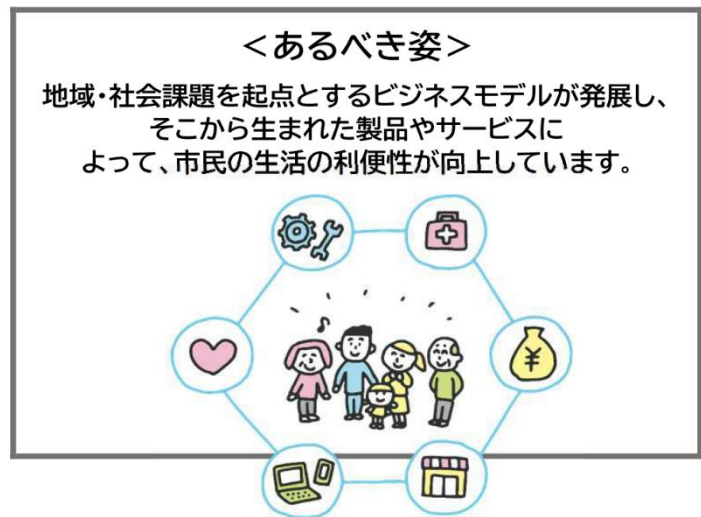 ＜あるべき姿＞
地域・社会課題を起点とするビジネスモデルが発展し、
そこから生まれた製品やサービスに
よって、市民の生活の利便性が向上しています。
¥